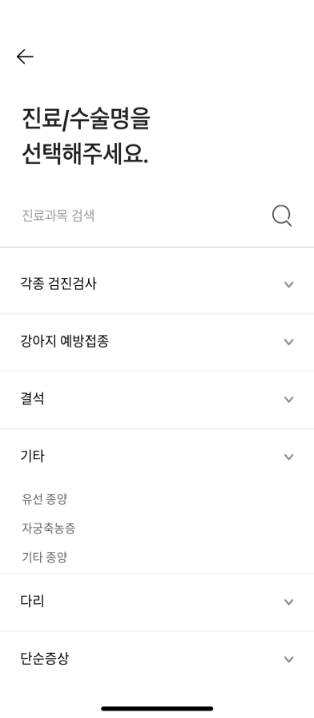 진료/수술명을
선택해주세요.
진료과목 검색
각종 검진검사
강아지 예방접종
결석
기타
유선 종양
자궁축농증
기타 종양
다리
단순증상